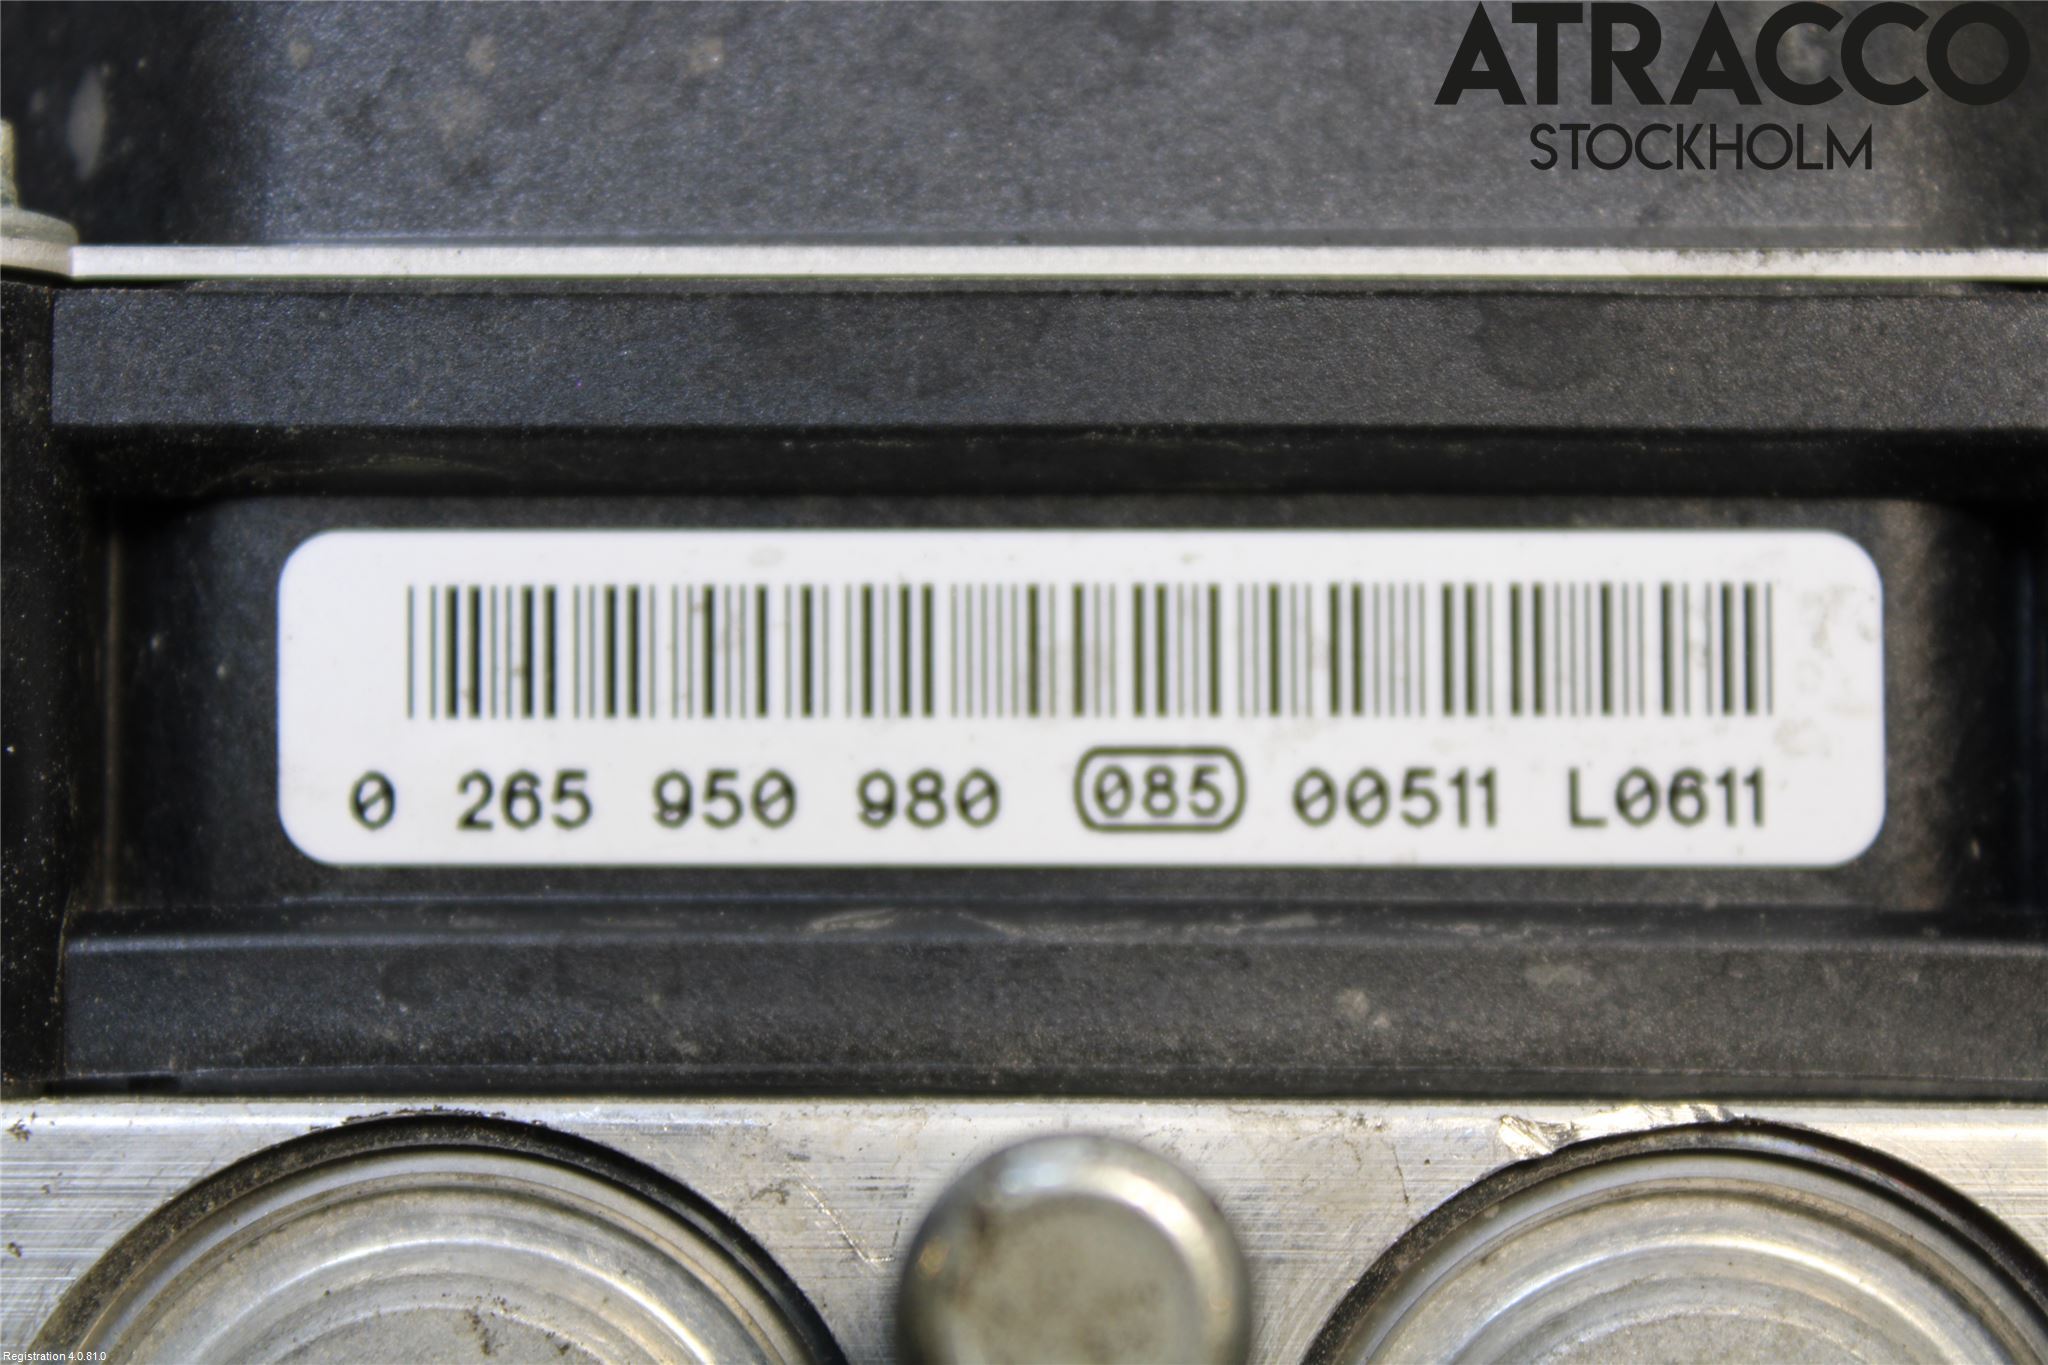 ATRACCO
STOCKHOLM
0 265 950 980 085 00511 L0611
Registration 4.0.81.0